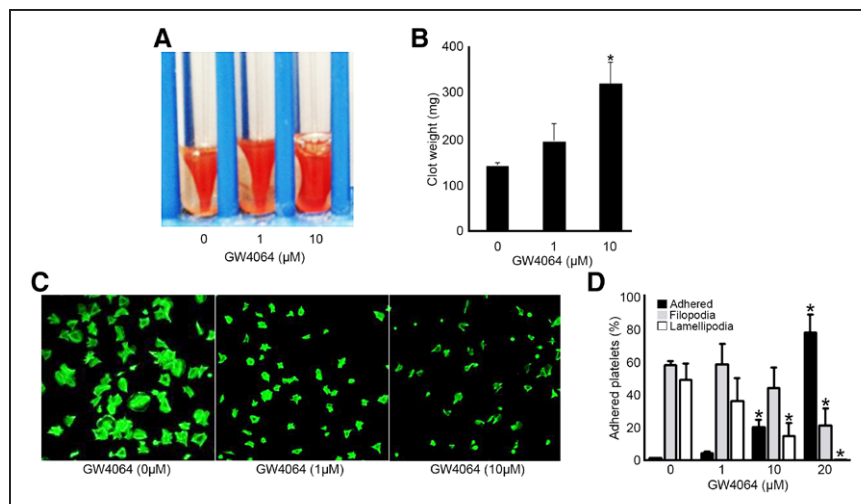 A
0 1 10
GW4064 (µM)
B
Clot weight (mg)
400
300
200
100
0
*
0 1 10
GW4064 (µM)
C
GW4064 (0µM) GW4064 (1µM) GW4064 (10µM)
D
Adhered platelets (%)
100
80
60
40
20
0
Adhered
Filopodia
Lamellipodia
* * * * *
0 1 10 20
GW4064 (µM)